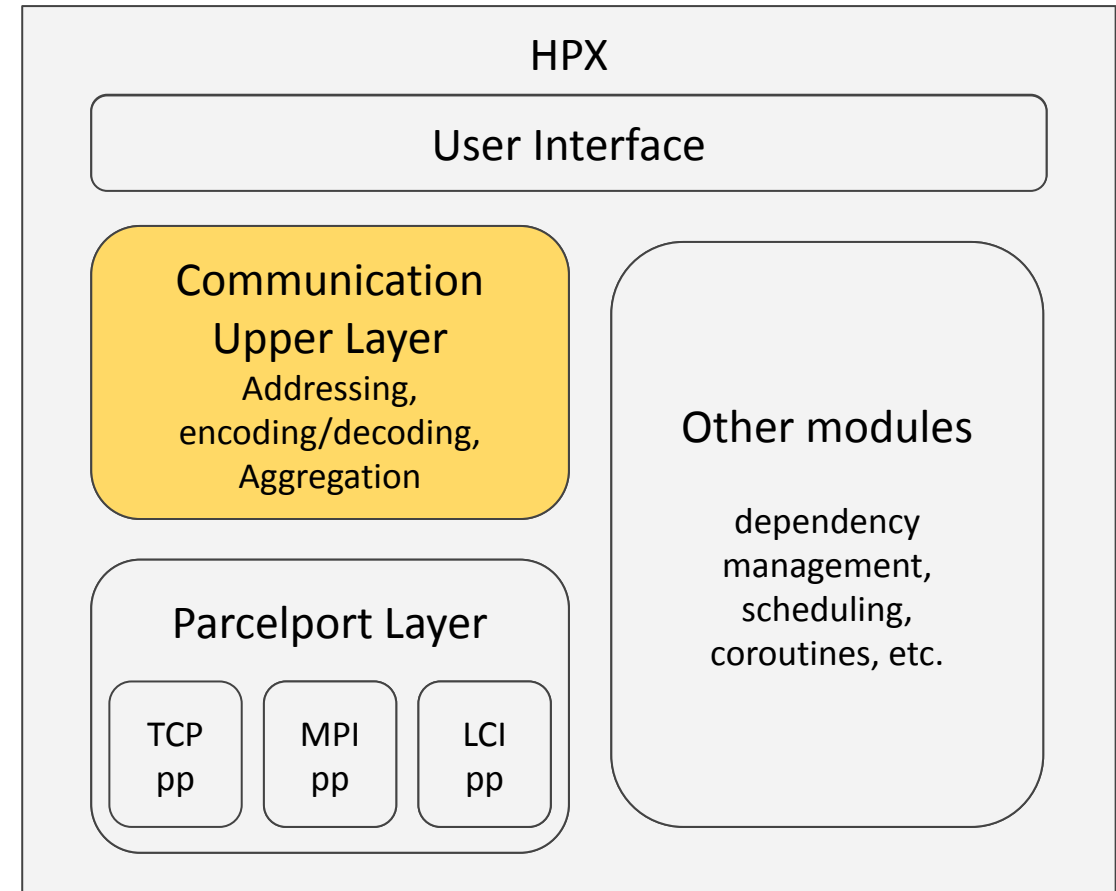 HPX
User Interface
Communication
Upper Layer
Addressing,
encoding/decoding,
Aggregation
Parcelport Layer
TCP
pp
MPI
pp
LCI
pp
Other modules
dependency
management,
scheduling,
coroutines, etc.